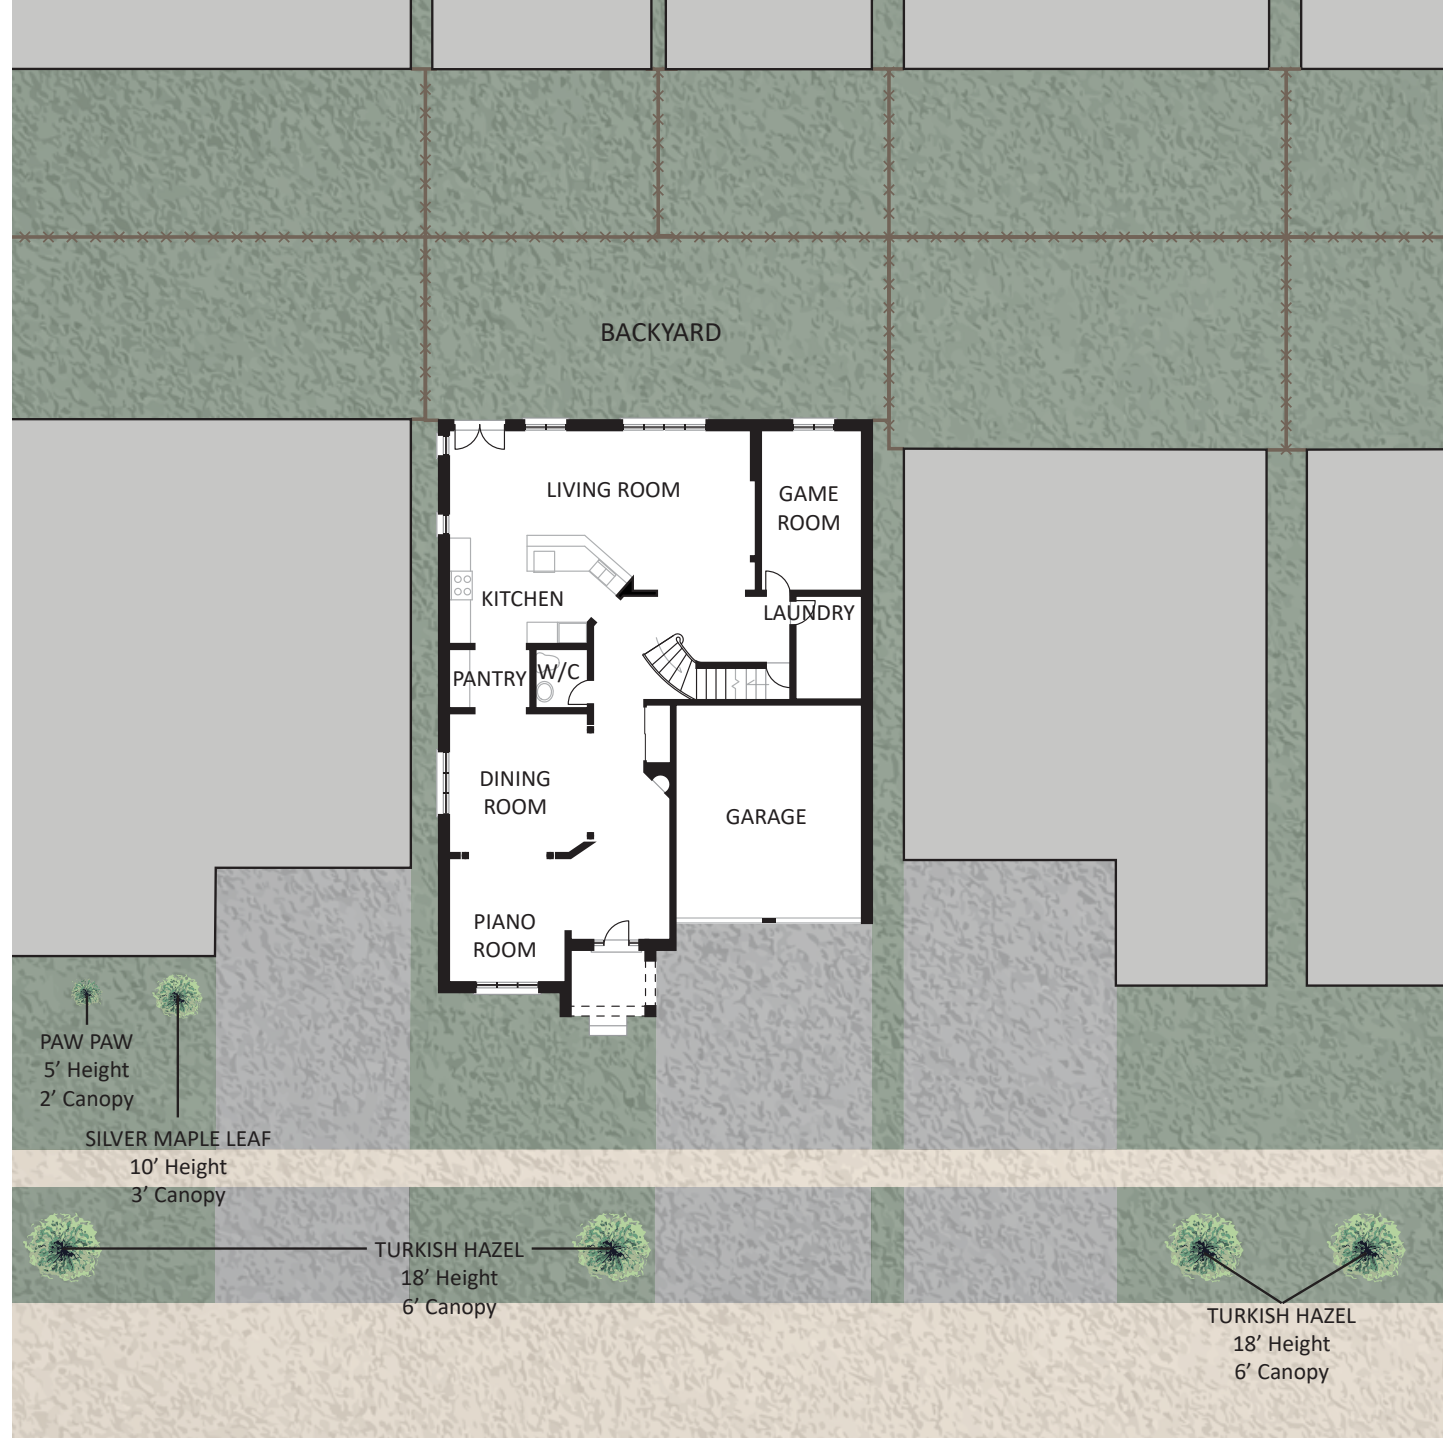 BACKYARD
LIVING ROOM
GAME
ROOM
KITCHEN
LAUNDRY
PANTRY
W/C
DINING
ROOM
GARAGE
PIANO
ROOM
PAW PAW
5’ Height
2’ Canopy
SILVER MAPLE LEAF
10’ Height
3’ Canopy
TURKISH HAZEL
18’ Height
6’ Canopy
TURKISH HAZEL
18’ Height
6’ Canopy